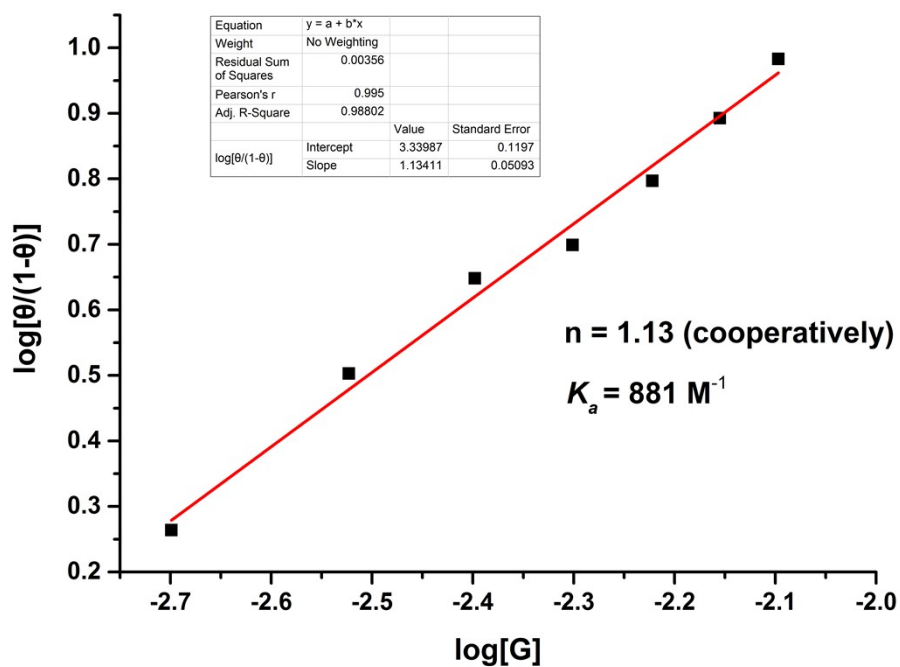 Equation y = a + b*x
Weight No Weighting
Residual Sum
of Squares 0.00356
Pearson's r 0.995
Adj. R-Square 0.98802
Value Standard Error
log[θ/(1-θ)] Intercept 3.33987 0.1197
Slope 1.13411 0.05093
1.0
0.9
0.8
0.7
0.6
0.5
0.4
0.3
0.2
log[θ/(1-θ)]
n = 1.13 (cooperatively)
Ka = 881 M-1
-2.7 -2.6 -2.5 -2.4 -2.3 -2.2 -2.1 -2.0
log[G]